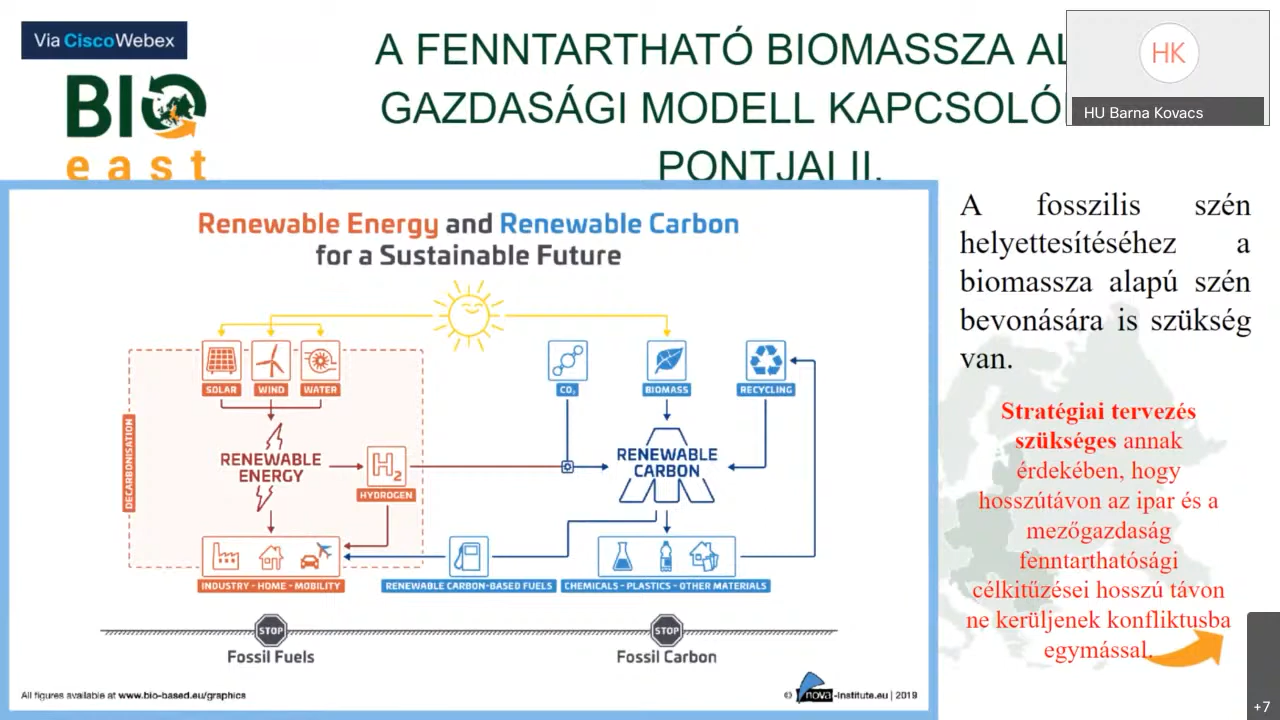 Via CiscoWebex
BIO
east
A FENNTARTHATÓ BIOMASSZA
GAZDASÁGI MODELL
PONTJAI II.
HK
HU Barna Kovacs
Renewable Energy and Renewable Carbon
for a Sustainable Future
SOLAR
WIND
WATER
CO₂
BIOMASS
RECYCLING
DECARBONISATION
RENEWABLE
ENERGY
H₂
HYDROGEN
RENEWABLE
CARBON
INDUSTRY - HOME - MOBILITY
RENEWABLE CARBON-BASED FUELS
CHEMICALS - PLASTICS - OTHER MATERIALS
STOP
Fossil Fuels
STOP
Fossil Carbon
All figures available at www.bio-based.eu/graphics
© nova-Institute.eu | 2019
A fosszilis szén
helyettesítéséhez a
biomassza alapú szén
bevonására is szükség
van.
Stratégiai tervezés
szükséges annak
érdekében, hogy
hosszútávon az ipar és a
mezőgazdaság
fenntarthatósági
célkitűzései hosszú távon
ne kerüljenek konfliktusba
egymással.
+7